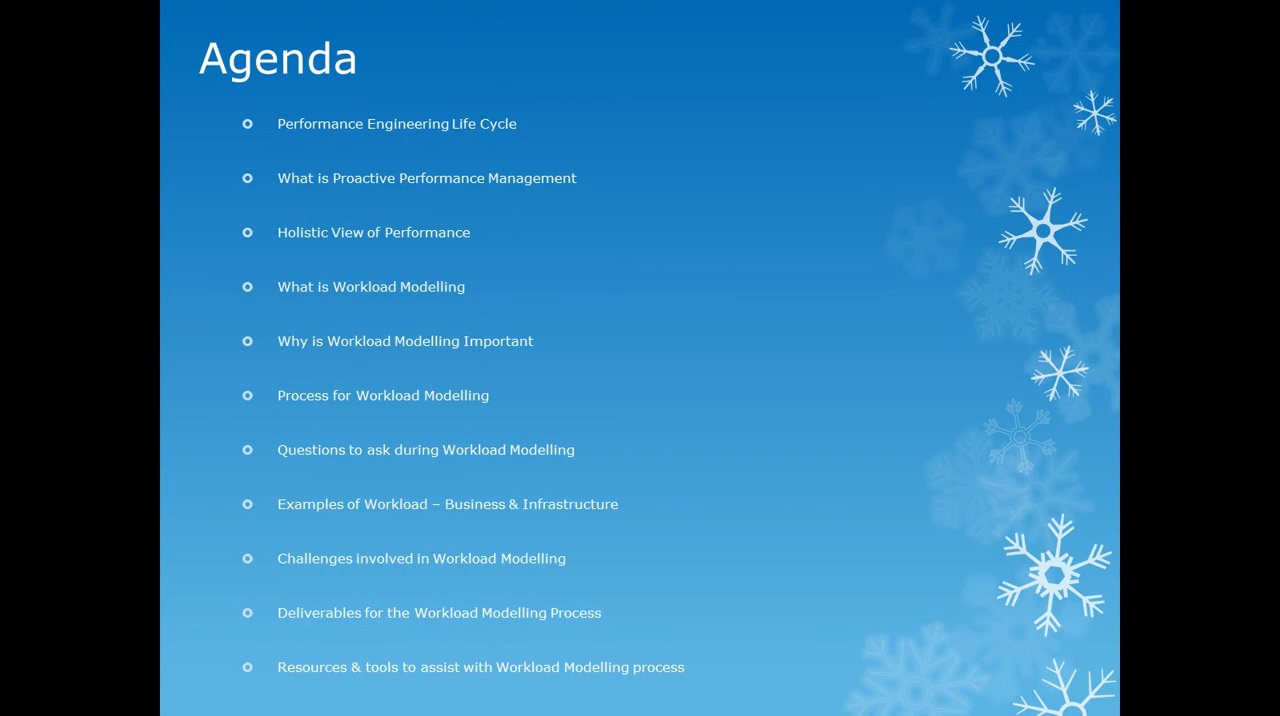 Agenda
Performance Engineering Life Cycle
What is Proactive Performance Management
Holistic View of Performance
What is Workload Modelling
Why is Workload Modelling Important
Process for Workload Modelling
Questions to ask during Workload Modelling
Examples of Workload – Business & Infrastructure
Challenges involved in Workload Modelling
Deliverables for the Workload Modelling Process
Resources & tools to assist with Workload Modelling process